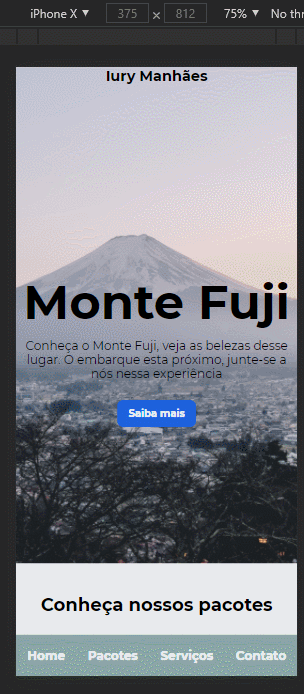 iPhone X ▼ 375 × 812 75% ▼ No thr
Iury Manhães
Monte Fuji
Conheça o Monte Fuji, veja as belezas desse
lugar. O embarque esta próximo, junte-se a
nós nessa experiência
Saiba mais
Conheça nossos pacotes
Home Pacotes Serviços Contato